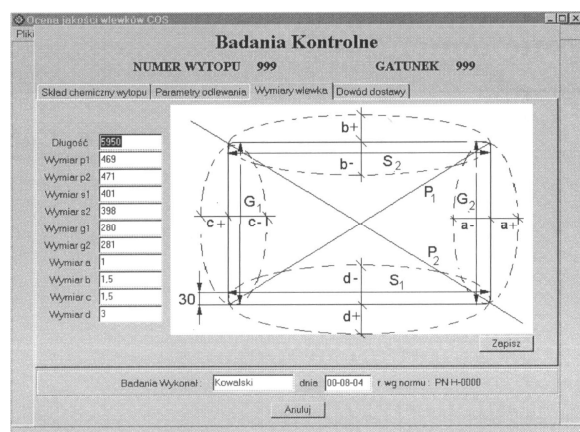 Ocena jakości wlewków COS
Pliki
Badania Kontrolne
NUMER WYTOPU 999 GATUNEK 999
Skład chemiczny wytopu Parametry odlewania Wymiary wlewka Dowód dostawy
Długość 5950
Wymiar p1 469
Wymiar p2 471
Wymiar s1 401
Wymiar s2 398
Wymiar g1 280
Wymiar g2 281
Wymiar a 1
Wymiar b 1,5
Wymiar c 1,5
Wymiar d 3
b+
b- S2
P1
G1 G2
c+ c- a- a+
P2
d- S1
30
d+
Zapisz
Badania Wykonał: Kowalski dnia 00-08-04 r. wg normu: PN H-0000
Anuluj